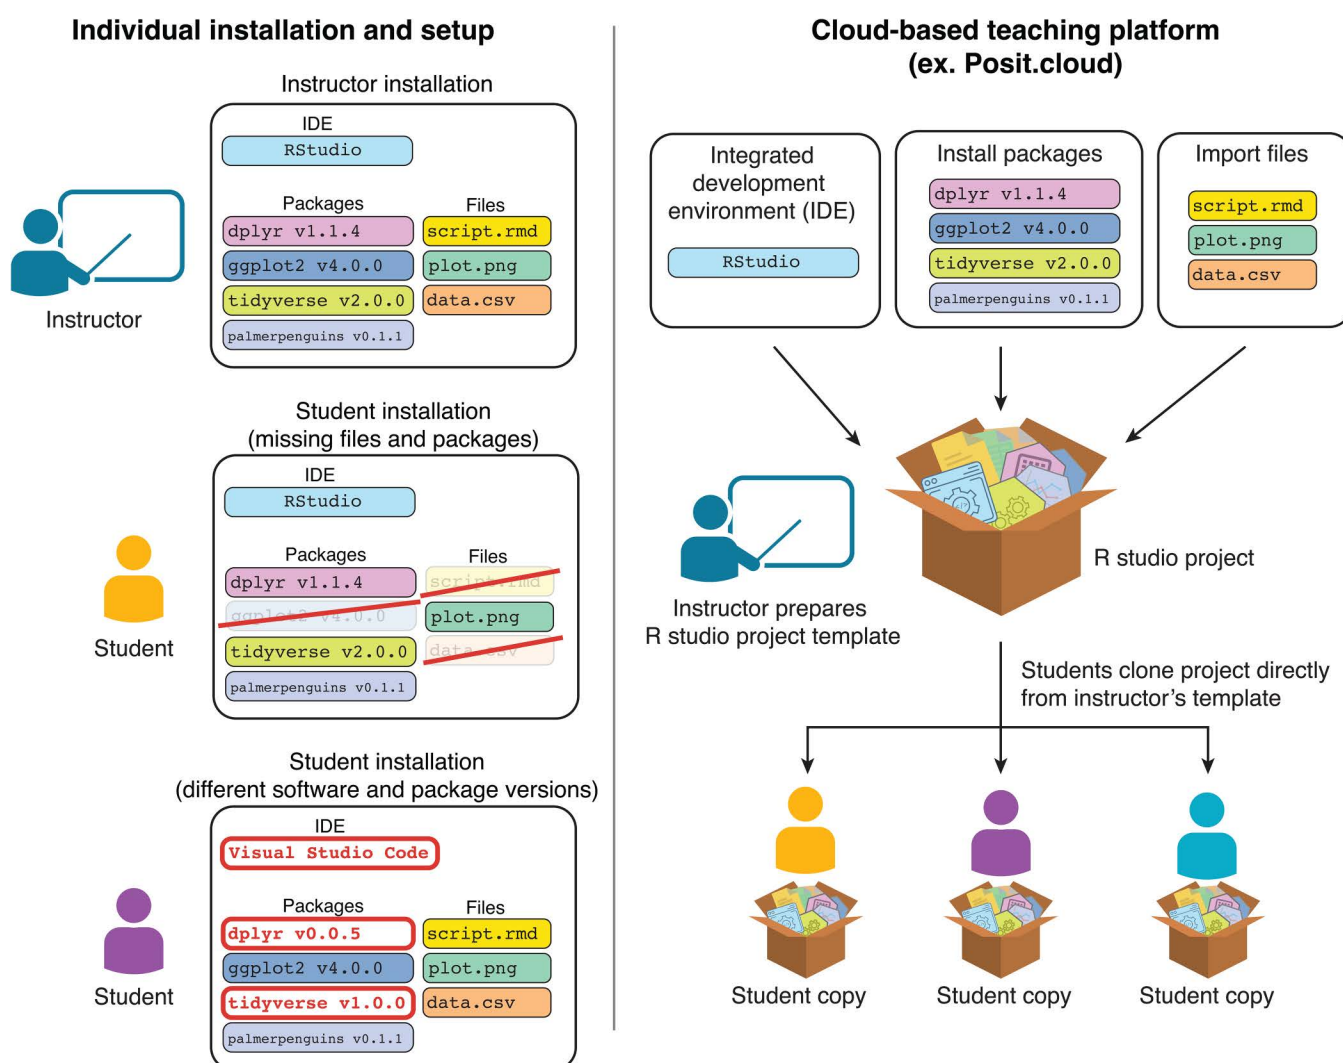 Individual installation and setup
Instructor installation
IDE
RStudio
Packages
Files
dplyr v1.1.4
script.rmd
ggplot2 v4.0.0
plot.png
tidyverse v2.0.0
data.csv
palmerpenguins v0.1.1
Instructor
Student installation
(missing files and packages)
IDE
RStudio
Packages
Files
dplyr v1.1.4
script.rmd
ggplot2 v4.0.0
plot.png
tidyverse v2.0.0
data.csv
palmerpenguins v0.1.1
Student
Student installation
(different software and package versions)
IDE
Visual Studio Code
Packages
Files
dplyr v0.0.5
script.rmd
ggplot2 v4.0.0
plot.png
tidyverse v1.0.0
data.csv
palmerpenguins v0.1.1
Student
Cloud-based teaching platform
(ex. Posit.cloud)
Integrated
development
environment (IDE)
RStudio
Install packages
dplyr v1.1.4
ggplot2 v4.0.0
tidyverse v2.0.0
palmerpenguins v0.1.1
Import files
script.rmd
plot.png
data.csv
R studio project
Instructor prepares
R studio project template
Students clone project directly
from instructor’s template
Student copy
Student copy
Student copy